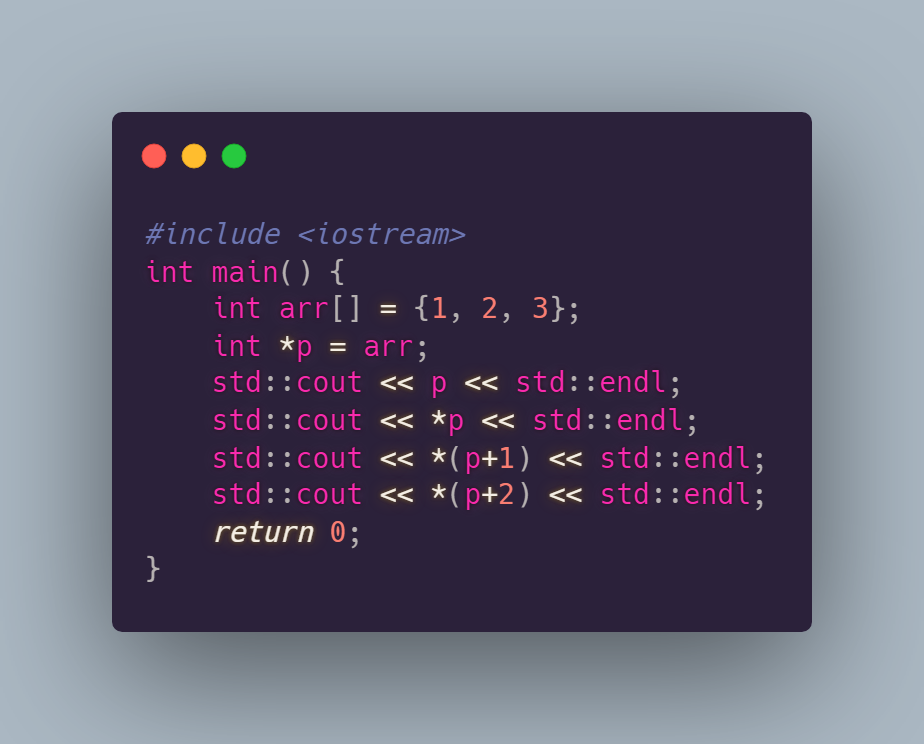 #include <iostream>
int main() {
    int arr[] = {1, 2, 3};
    int *p = arr;
    std::cout << p << std::endl;
    std::cout << *p << std::endl;
    std::cout << *(p+1) << std::endl;
    std::cout << *(p+2) << std::endl;
    return 0;
}